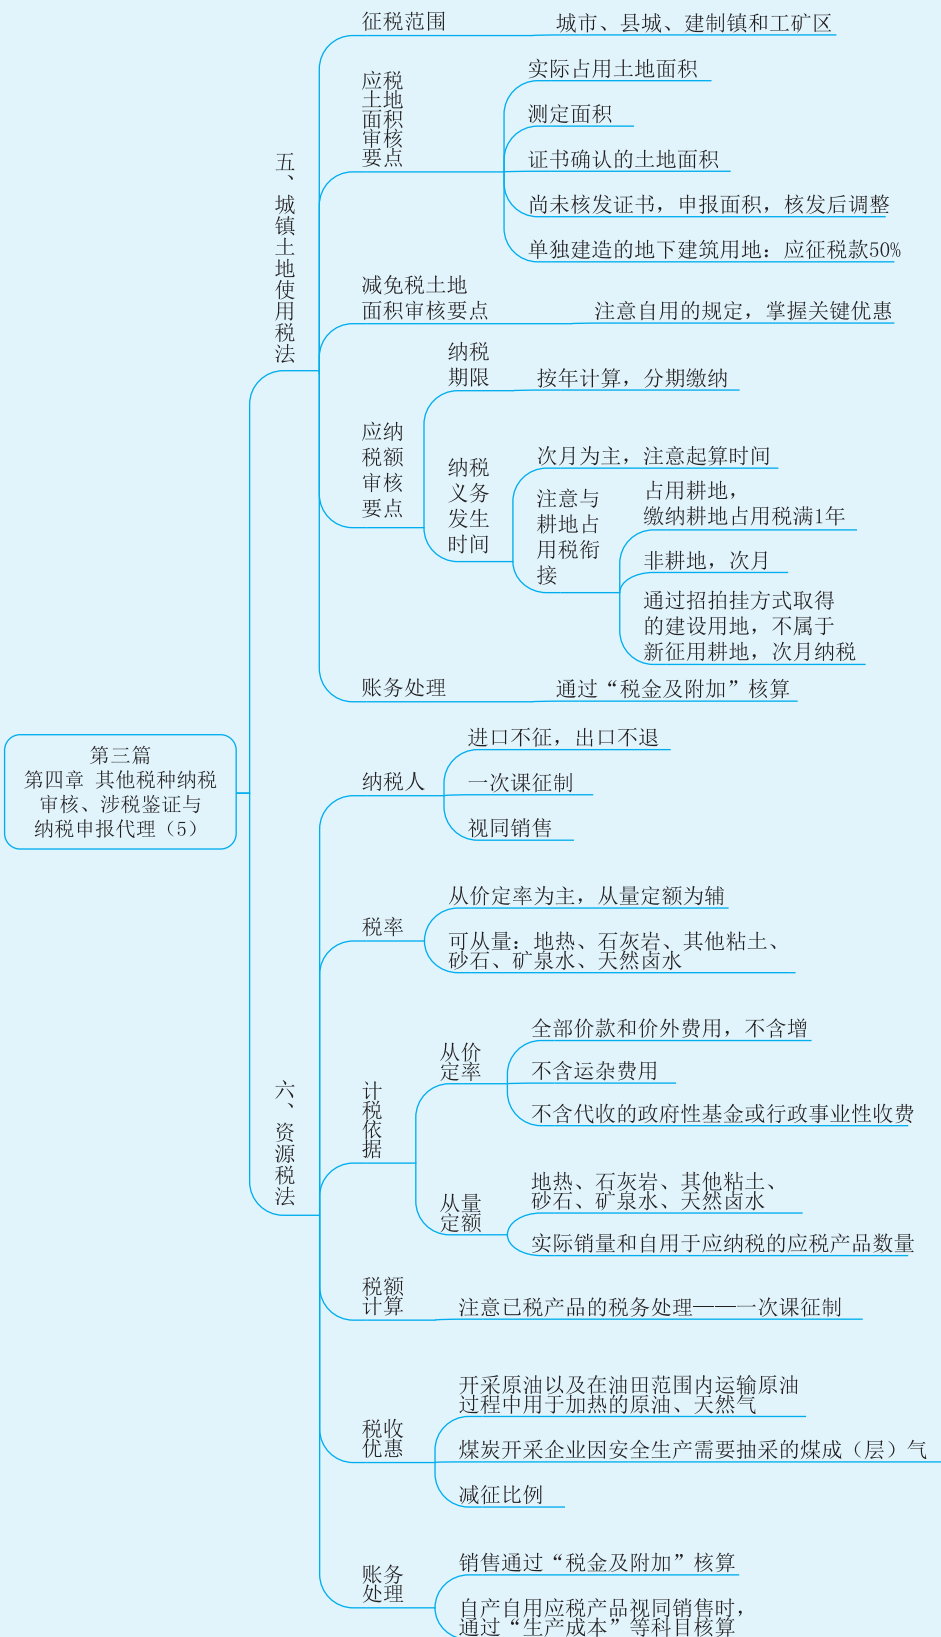 第三篇
第四章 其他税种纳税
审核、涉税鉴证与
纳税申报代理（5）
五、城镇土地使用税法
征税范围
城市、县城、建制镇和工矿区
应税
土地
面积
审核
要点
实际占用土地面积
测定面积
证书确认的土地面积
尚未核发证书，申报面积，核发后调整
单独建造的地下建筑用地：应征税款50%
减免税土地
面积审核要点
注意自用的规定，掌握关键优惠
应纳
税额
审核
要点
纳税
期限
按年计算，分期缴纳
纳税
义务
发生
时间
次月为主，注意起算时间
注意与
耕地占
用税衔
接
占用耕地，
缴纳耕地占用税满1年
非耕地，次月
通过招拍挂方式取得
的建设用地，不属于
新征用耕地，次月纳税
账务处理
通过“税金及附加”核算
六、资源税法
纳税人
进口不征，出口不退
一次课征制
视同销售
税率
从价定率为主，从量定额为辅
可从量：地热、石灰岩、其他粘土、
砂石、矿泉水、天然卤水
计税依据
从价
定率
全部价款和价外费用，不含增
不含运杂费用
不含代收的政府性基金或行政事业性收费
从量
定额
地热、石灰岩、其他粘土、
砂石、矿泉水、天然卤水
实际销量和自用于应纳税的应税产品数量
税额
计算
注意已税产品的税务处理——一次课征制
税收
优惠
开采原油以及在油田范围内运输原油
过程中用于加热的原油、天然气
煤炭开采企业因安全生产需要抽采的煤成（层）气
减征比例
账务
处理
销售通过“税金及附加”核算
自产自用应税产品视同销售时，
通过“生产成本”等科目核算